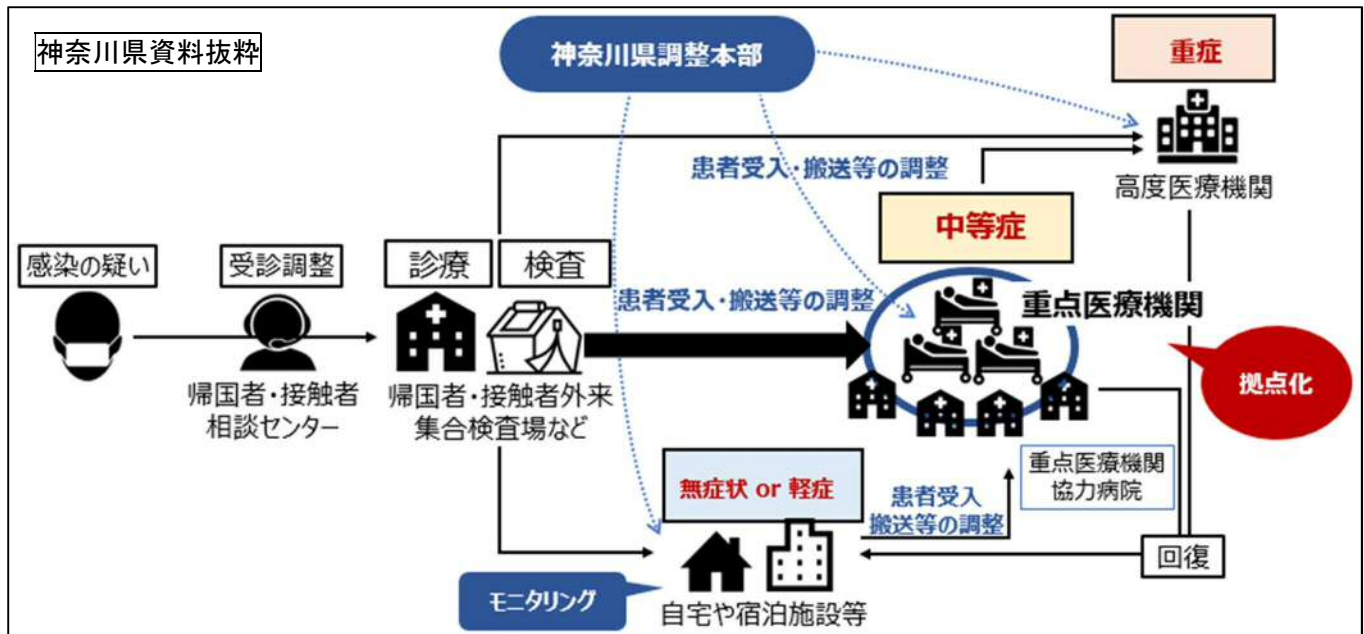 神奈川県資料抜粋
神奈川県調整本部
重症
患者受入・搬送等の調整
高度医療機関
中等症
感染の疑い
受診調整
診療
検査
患者受入・搬送等の調整
重点医療機関
拠点化
帰国者・接触者
相談センター
帰国者・接触者外来
集合検査場など
無症状 or 軽症
患者受入
搬送等の調整
重点医療機関
協力病院
回復
モニタリング
自宅や宿泊施設等